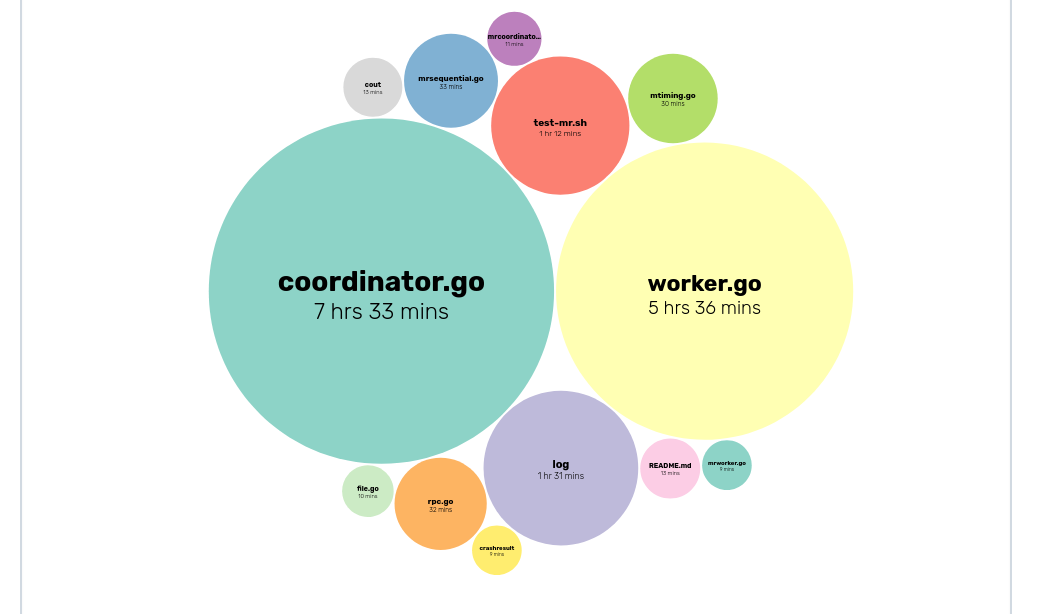 mrcoordinato...
11 mins
cout
13 mins
mrsequential.go
33 mins
test-mr.sh
1 hr 12 mins
mtiming.go
30 mins
coordinator.go
7 hrs 33 mins
worker.go
5 hrs 36 mins
log
1 hr 31 mins
README.md
13 mins
mrworker.go
9 mins
file.go
10 mins
rpc.go
32 mins
crashresult
9 mins